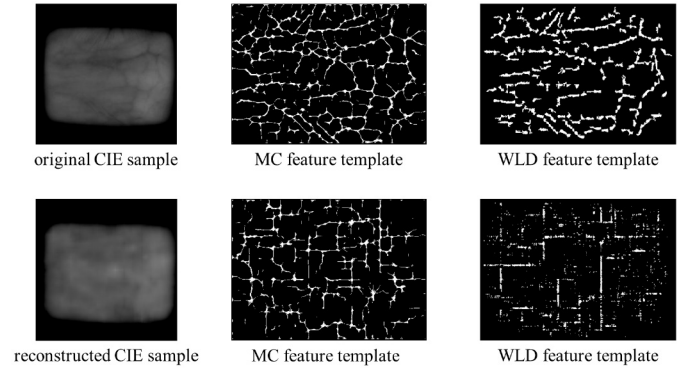 original CIE sample
MC feature template
WLD feature template
reconstructed CIE sample
MC feature template
WLD feature template